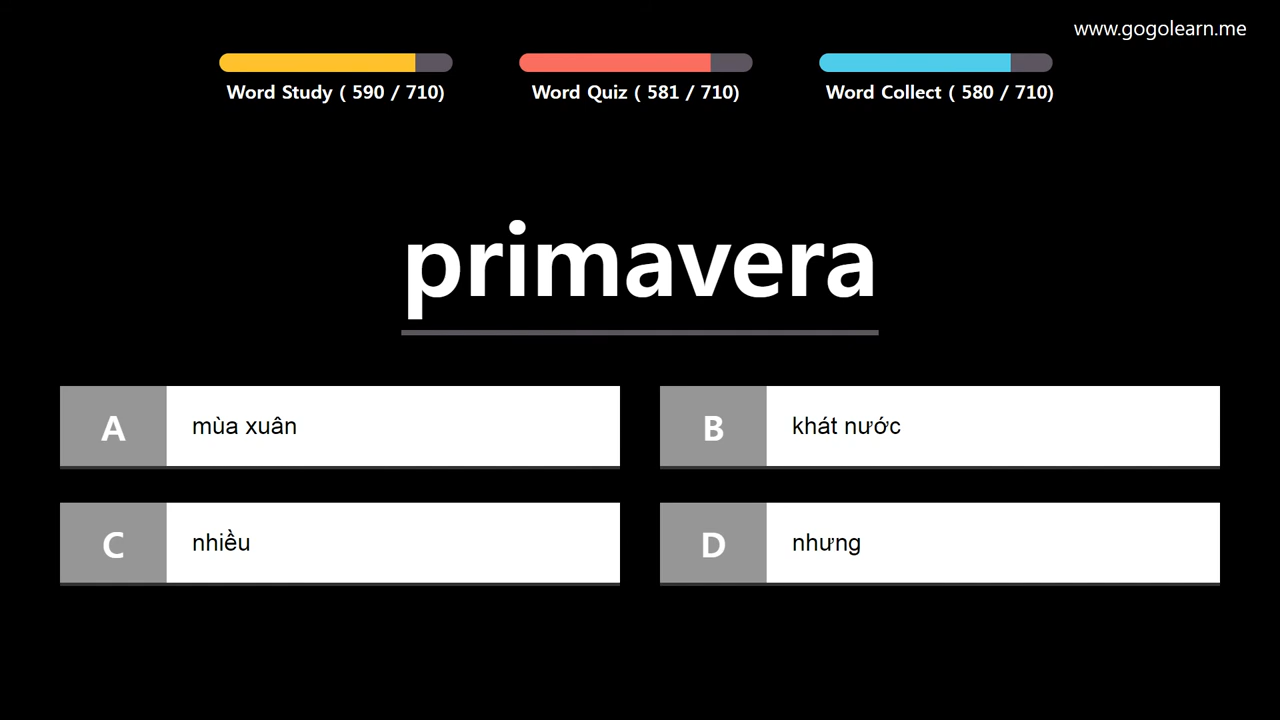 www.gogolearn.me
Word Study ( 590 / 710)
Word Quiz ( 581 / 710)
Word Collect ( 580 / 710)
primavera
A
mùa xuân
B
khát nước
C
nhiều
D
nhưng